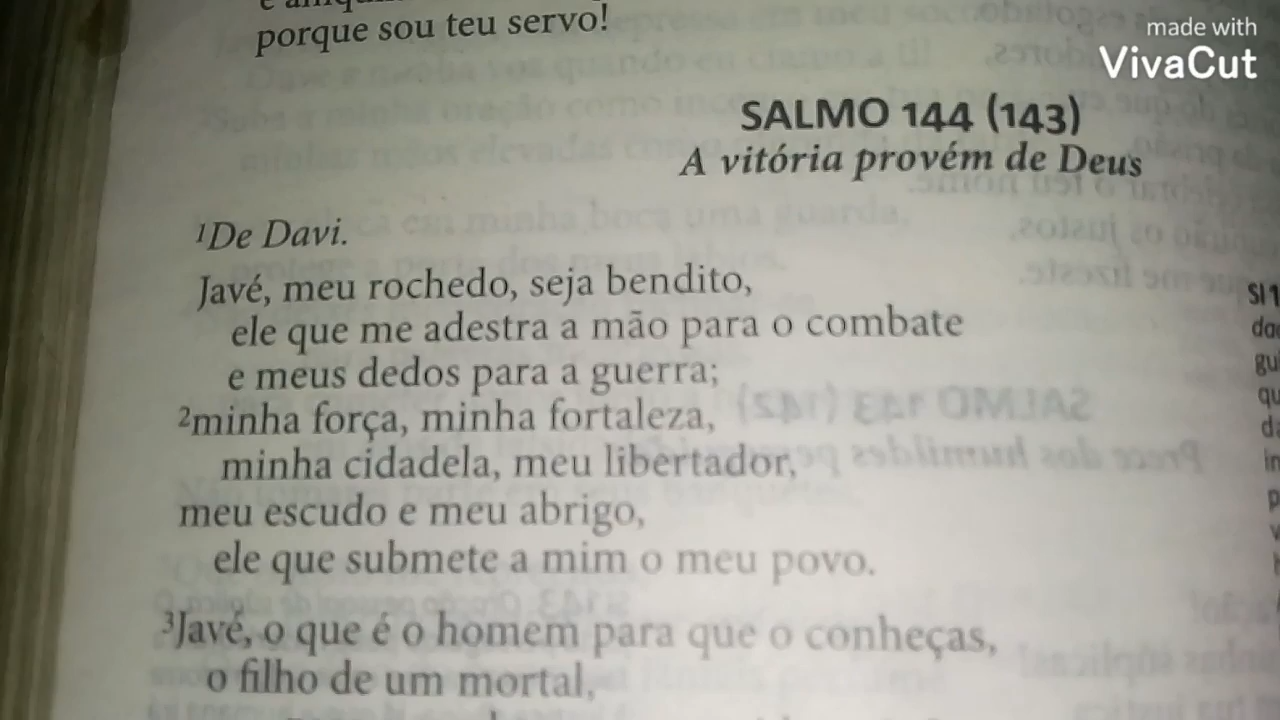 porque sou teu servo!
made with
VivaCut
SALMO 144 (143)
A vitória provém de Deus
¹De Davi.
Javé, meu rochedo, seja bendito,
ele que me adestra a mão para o combate
e meus dedos para a guerra;
²minha força, minha fortaleza,
minha cidadela, meu libertador,
meu escudo e meu abrigo,
ele que submete a mim o meu povo.
³Javé, o que é o homem para que o conheças,
o filho de um mortal,